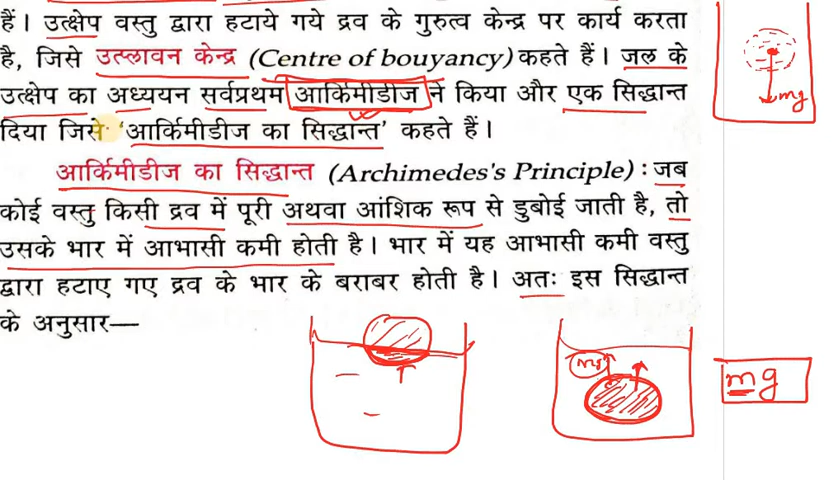 हैं। उत्क्षेप वस्तु द्वारा हटाये गये द्रव के गुरुत्व केन्द्र पर कार्य करता
है, जिसे उत्प्लावन केन्द्र (Centre of bouyancy) कहते हैं। जल के
उत्क्षेप का अध्ययन सर्वप्रथम आर्किमीडीज ने किया और एक सिद्धान्त
दिया जिसे 'आर्किमीडीज का सिद्धान्त' कहते हैं।
mg
आर्किमीडीज का सिद्धान्त (Archimedes's Principle) : जब
कोई वस्तु किसी द्रव में पूरी अथवा आंशिक रूप से डुबोई जाती है, तो
उसके भार में आभासी कमी होती है। भार में यह आभासी कमी वस्तु
द्वारा हटाए गए द्रव के भार के बराबर होती है। अतः इस सिद्धान्त
के अनुसार—
mg
mg